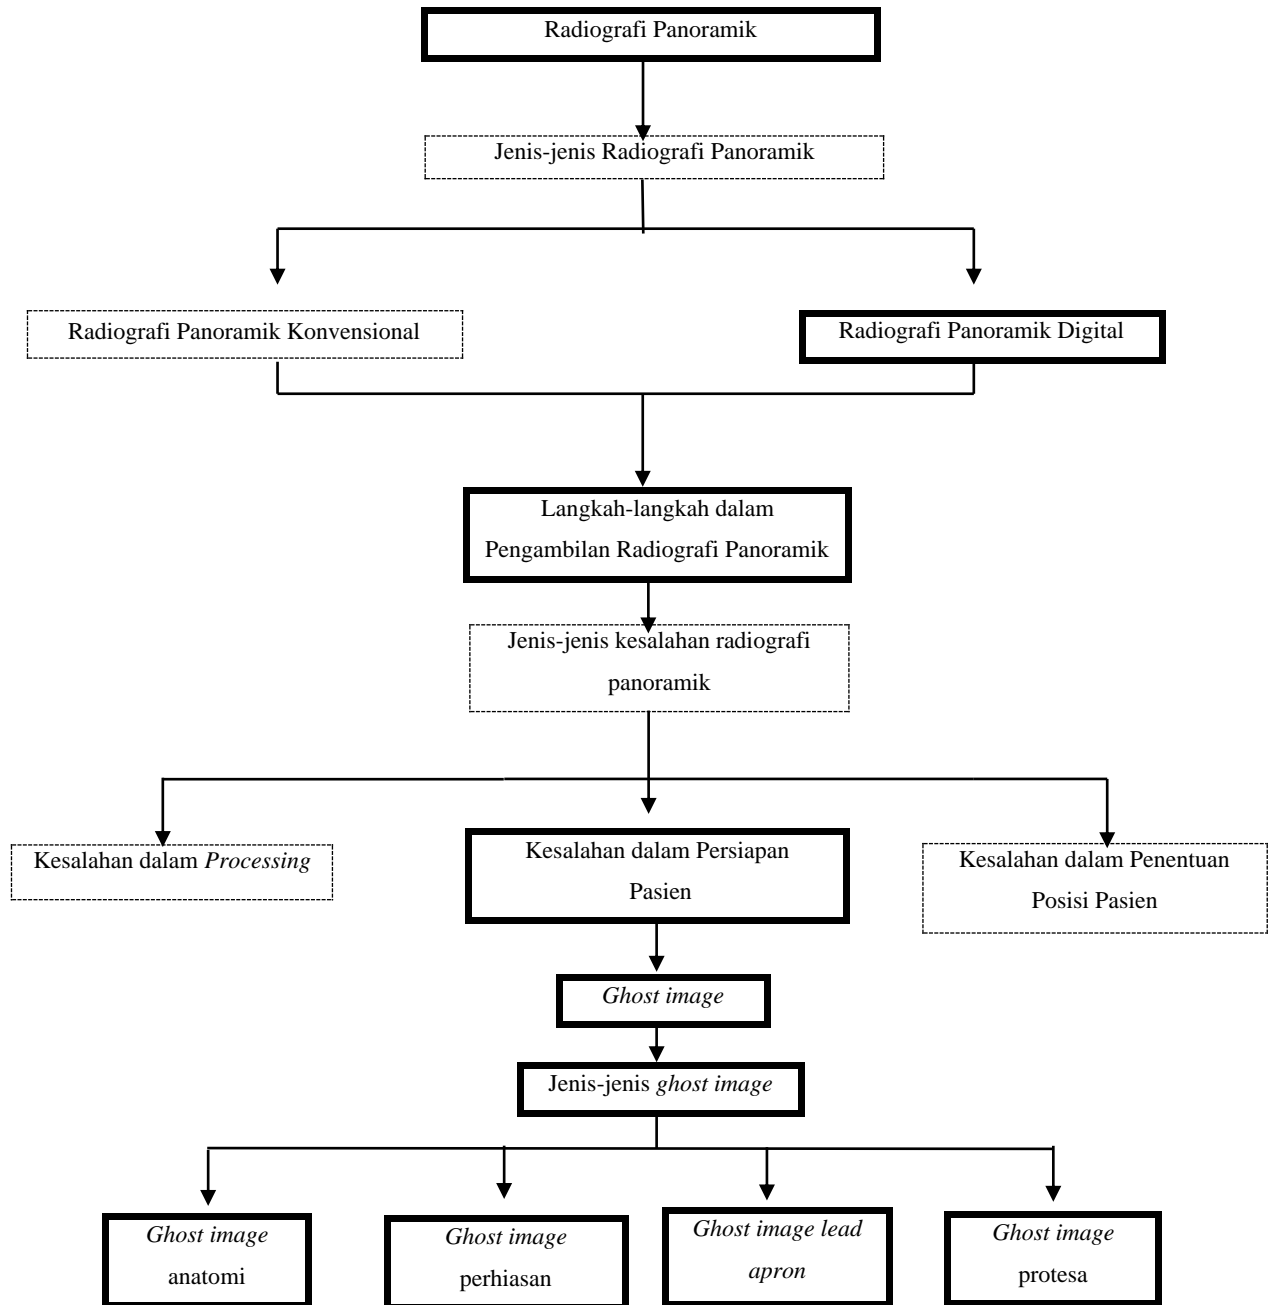 Radiografi Panoramik
Jenis-jenis Radiografi Panoramik
Radiografi Panoramik Konvensional
Radiografi Panoramik Digital
Langkah-langkah dalam
Pengambilan Radiografi Panoramik
Jenis-jenis kesalahan radiografi
panoramik
Kesalahan dalam Processing
Kesalahan dalam Persiapan
Pasien
Kesalahan dalam Penentuan
Posisi Pasien
Ghost image
Jenis-jenis ghost image
Ghost image
anatomi
Ghost image
perhiasan
Ghost image lead
apron
Ghost image
protesa